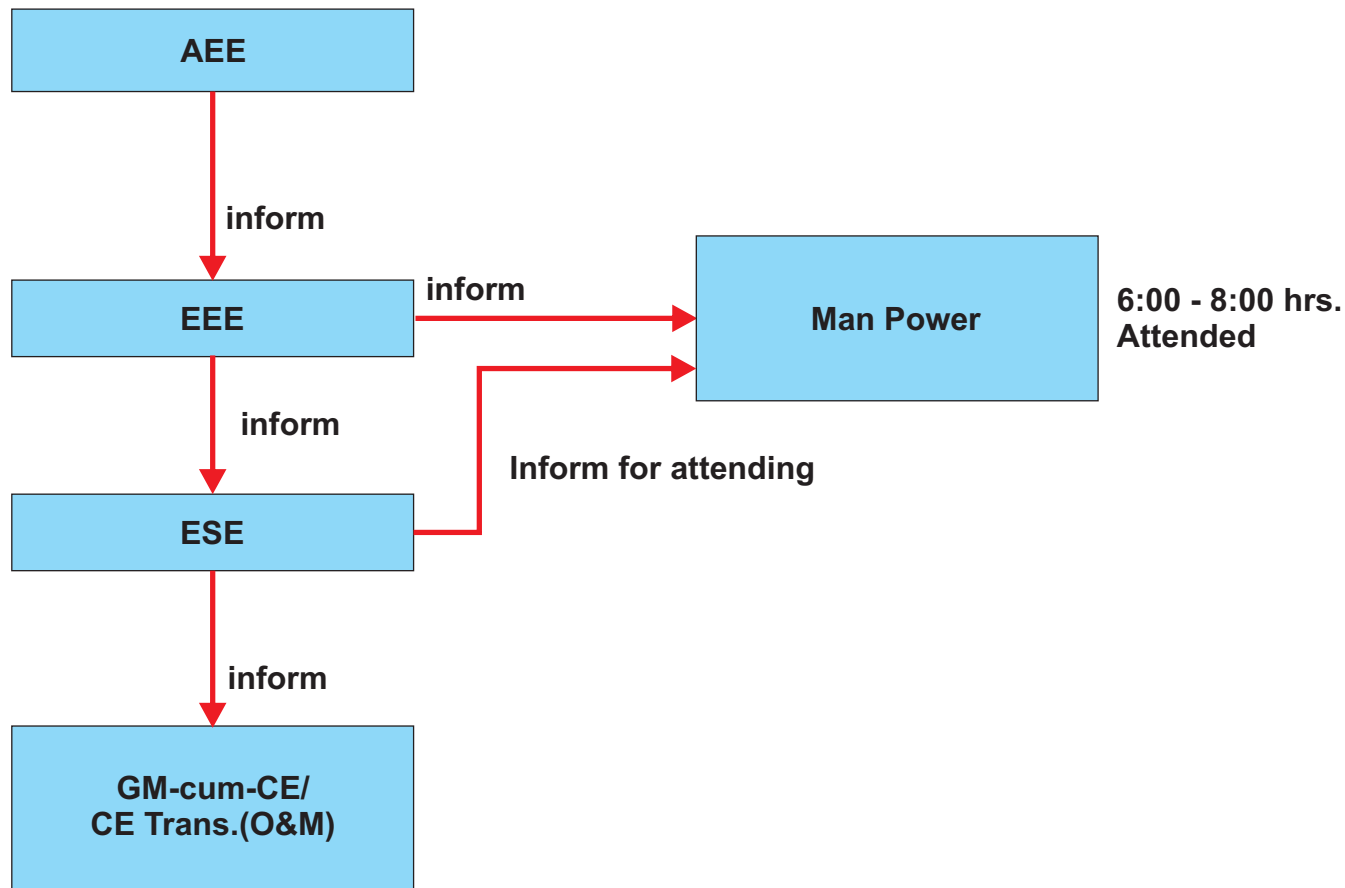 AEE
inform
EEE
inform
Man Power
6:00 - 8:00 hrs.
Attended
inform
Inform for attending
ESE
inform
GM-cum-CE/
CE Trans.(O&M)